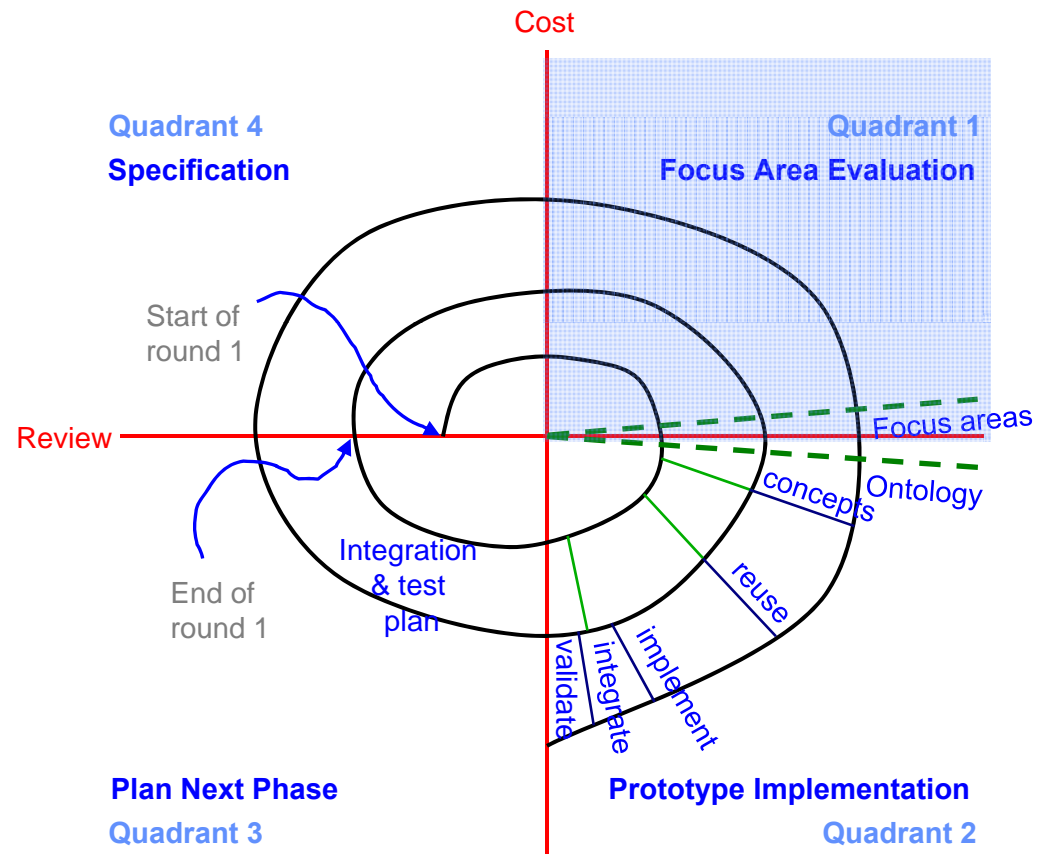 Cost
Quadrant 4
Specification
Quadrant 1
Focus Area Evaluation
Start of
round 1
Review
Focus areas
Ontology
concepts
reuse
implement
integrate
validate
Integration
& test
plan
End of
round 1
Plan Next Phase
Quadrant 3
Prototype Implementation
Quadrant 2